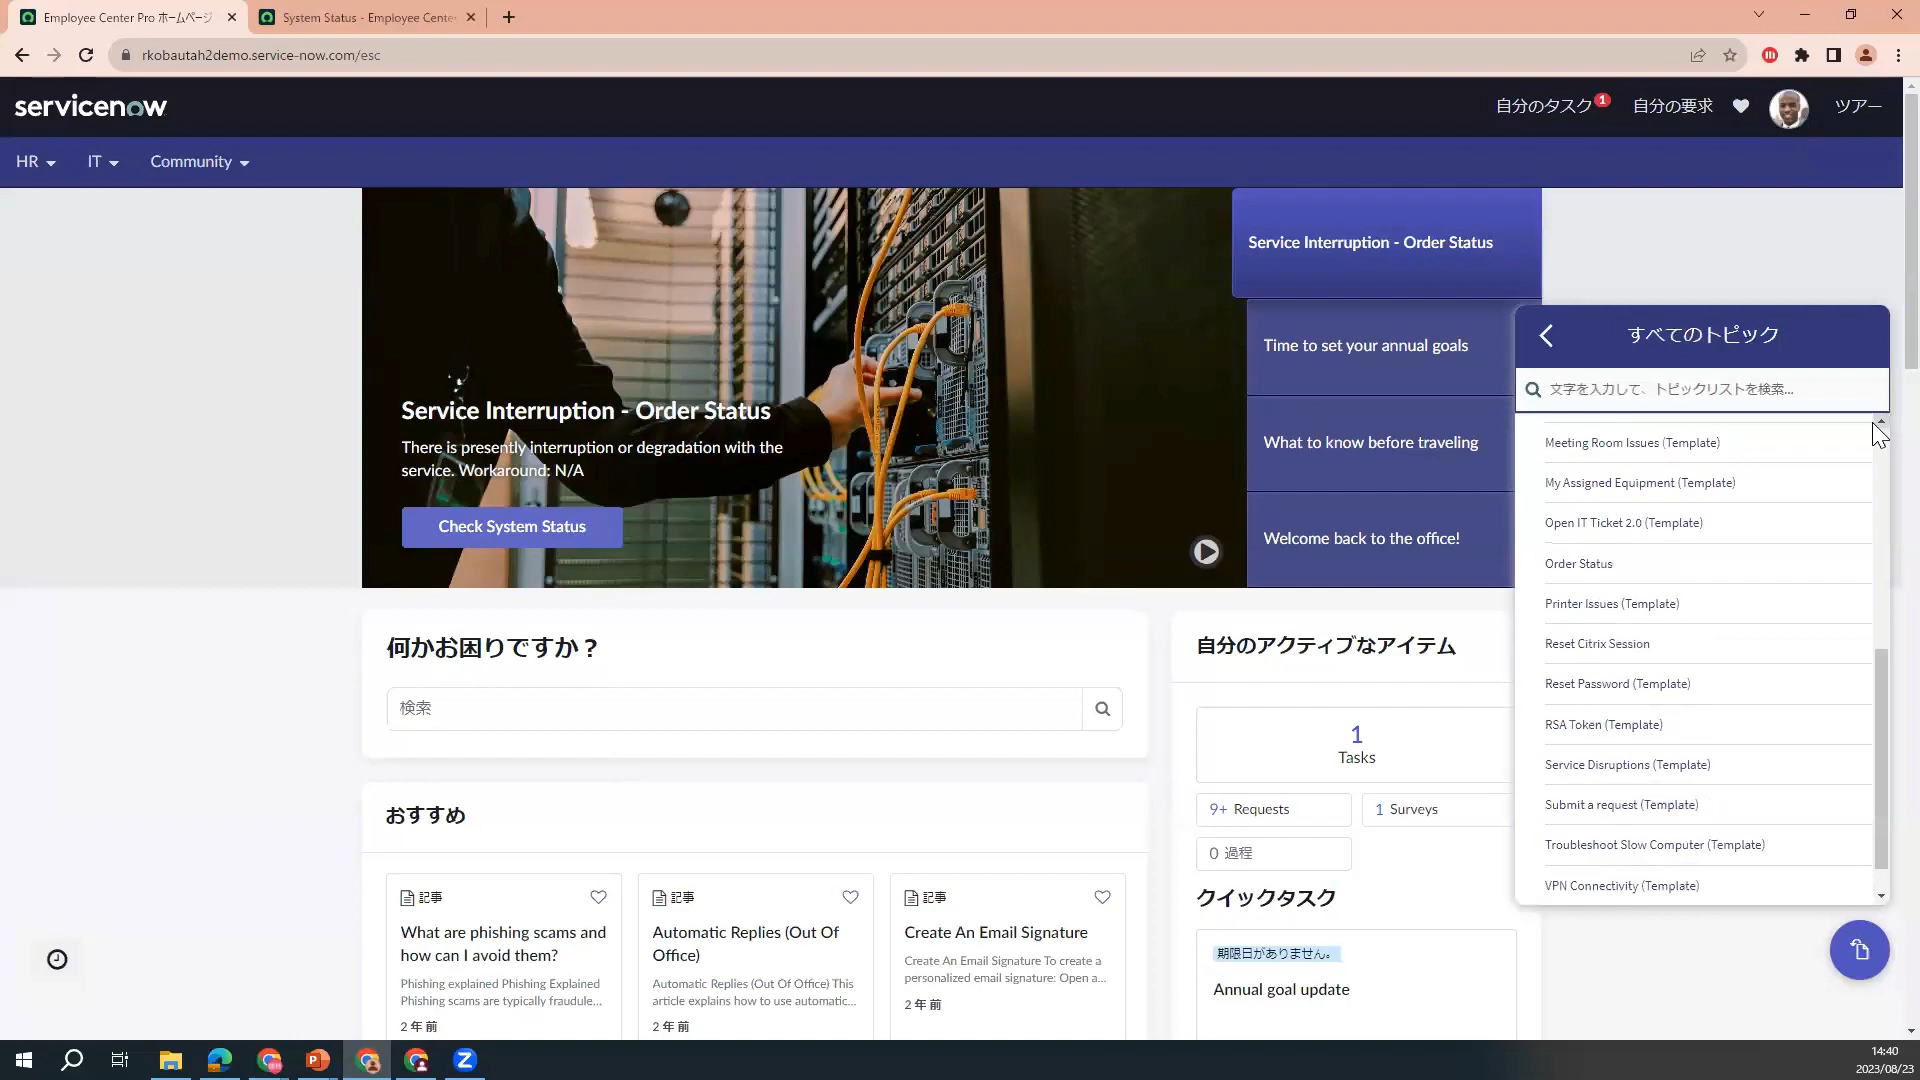 Employee Center Pro ホームページ
System Status - Employee Center
rkobautah2demo.service-now.com/esc
servicenow
自分のタスク 1
自分の要求
ツアー
HR
IT
Community
Service Interruption - Order Status
There is presently interruption or degradation with the
service. Workaround: N/A
Check System Status
Service Interruption - Order Status
Time to set your annual goals
What to know before traveling
Welcome back to the office!
すべてのトピック
文字を入力して、トピックリストを検索...
Meeting Room Issues (Template)
My Assigned Equipment (Template)
Open IT Ticket 2.0 (Template)
Order Status
Printer Issues (Template)
Reset Citrix Session
Reset Password (Template)
RSA Token (Template)
Service Disruptions (Template)
Submit a request (Template)
Troubleshoot Slow Computer (Template)
VPN Connectivity (Template)
何かお困りですか？
検索
おすすめ
記事
What are phishing scams and
how can I avoid them?
Phishing explained Phishing Explained
Phishing scams are typically fraudule...
2 年 前
記事
Automatic Replies (Out Of
Office)
Automatic Replies (Out Of Office) This
article explains how to use automatic...
2 年 前
記事
Create An Email Signature
Create An Email Signature To create a
personalized email signature: Open a...
2 年 前
自分のアクティブなアイテム
1
Tasks
9+ Requests
1 Surveys
0 過程
クイックタスク
期限日がありません。
Annual goal update
14:40
2023/08/23